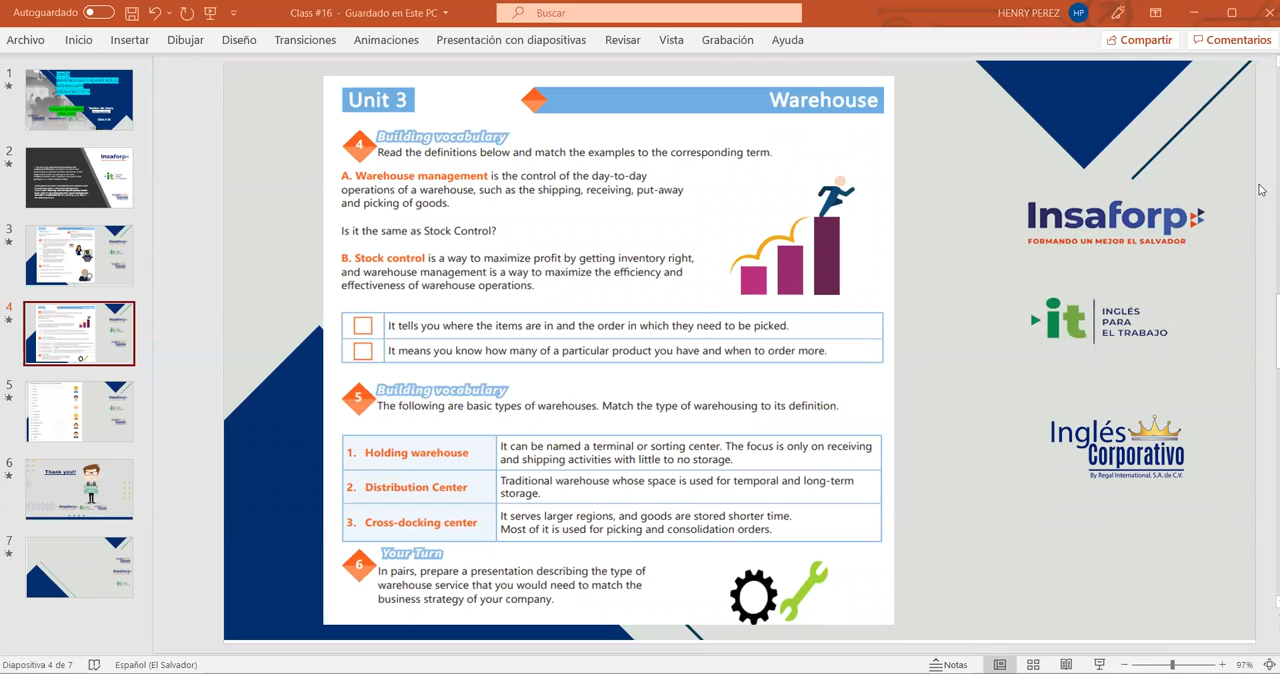 Autoguardado
Class #16 - Guardado en Este PC
Buscar
HENRY PEREZ
HP
Archivo Inicio Insertar Dibujar Diseño Transiciones Animaciones Presentación con diapositivas Revisar Vista Grabación Ayuda
Compartir
Comentarios
1
2
3
4
5
6
7
Thank you!
Unit 3
Warehouse
4
Building vocabulary
Read the definitions below and match the examples to the corresponding term.
A. Warehouse management is the control of the day-to-day
operations of a warehouse, such as the shipping, receiving, put-away
and picking of goods.
Is it the same as Stock Control?
B. Stock control is a way to maximize profit by getting inventory right,
and warehouse management is a way to maximize the efficiency and
effectiveness of warehouse operations.
It tells you where the items are in and the order in which they need to be picked.
It means you know how many of a particular product you have and when to order more.
5
Building vocabulary
The following are basic types of warehouses. Match the type of warehousing to its definition.
1. Holding warehouse
It can be named a terminal or sorting center. The focus is only on receiving
and shipping activities with little to no storage.
2. Distribution Center
Traditional warehouse whose space is used for temporal and long-term
storage.
3. Cross-docking center
It serves larger regions, and goods are stored shorter time.
Most of it is used for picking and consolidation orders.
6
Your Turn
In pairs, prepare a presentation describing the type of
warehouse service that you would need to match the
business strategy of your company.
Insaforp
FORMANDO UN MEJOR EL SALVADOR
it
INGLÉS
PARA
EL TRABAJO
Inglés
Corporativo
By Regal International, S.A. de C.V.
Diapositiva 4 de 7
Español (El Salvador)
Notas
97%